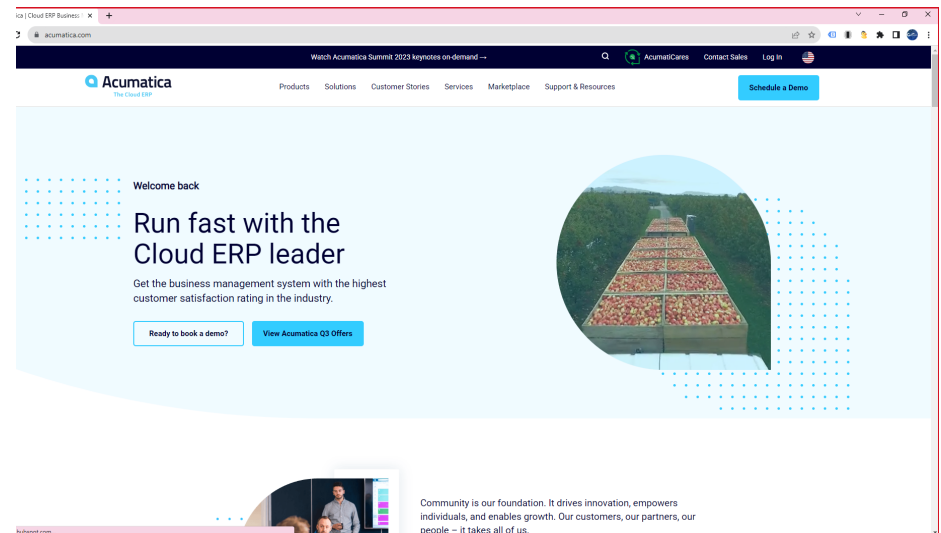 ica | Cloud ERP Business
acumatica.com
Watch Acumatica Summit 2023 keynotes on-demand →
AcumatiCares
Contact Sales
Log In
Acumatica
The Cloud ERP
Products
Solutions
Customer Stories
Services
Marketplace
Support & Resources
Schedule a Demo
Welcome back
Run fast with the
Cloud ERP leader
Get the business management system with the highest
customer satisfaction rating in the industry.
Ready to book a demo?
View Acumatica Q3 Offers
Community is our foundation. It drives innovation, empowers
individuals, and enables growth. Our customers, our partners, our
people – it takes all of us.